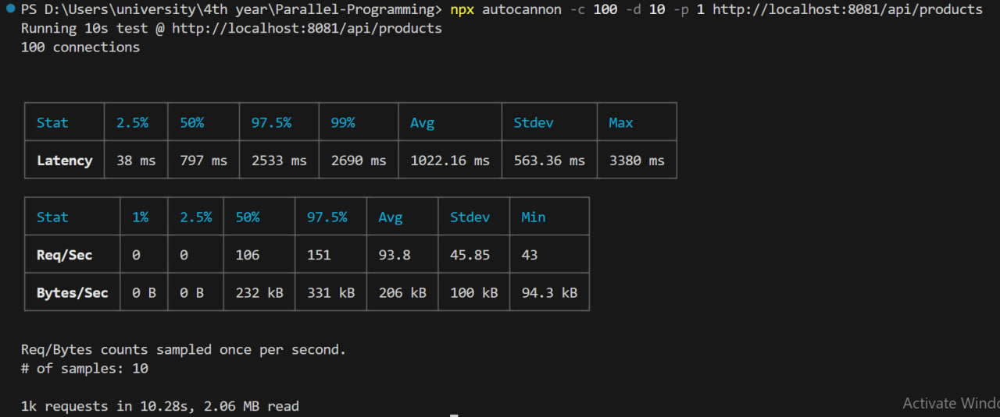 PS D:\Users\university\4th year\Parallel-Programming> npx autocannon -c 100 -d 10 -p 1 http://localhost:8081/api/products
Running 10s test @ http://localhost:8081/api/products
100 connections
Stat 2.5% 50% 97.5% 99% Avg Stdev Max
Latency 38 ms 797 ms 2533 ms 2690 ms 1022.16 ms 563.36 ms 3380 ms
Stat 1% 2.5% 50% 97.5% Avg Stdev Min
Req/Sec 0 0 106 151 93.8 45.85 43
Bytes/Sec 0 B 0 B 232 kB 331 kB 206 kB 100 kB 94.3 kB
Req/Bytes counts sampled once per second.
# of samples: 10
1k requests in 10.28s, 2.06 MB read
Activate